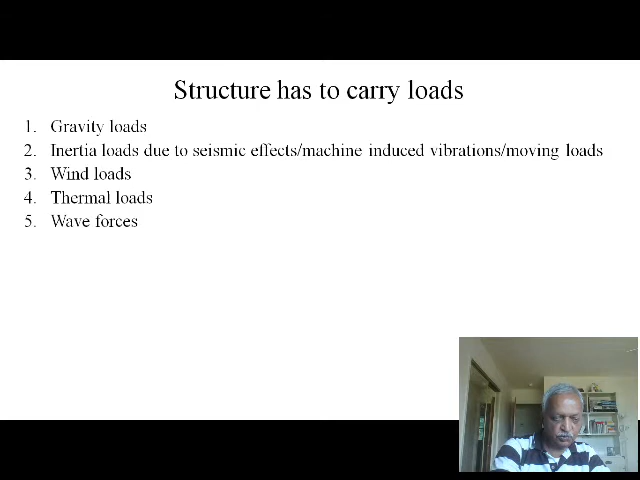 Structure has to carry loads
1. Gravity loads
2. Inertia loads due to seismic effects/machine induced vibrations/moving loads
3. Wind loads
4. Thermal loads
5. Wave forces